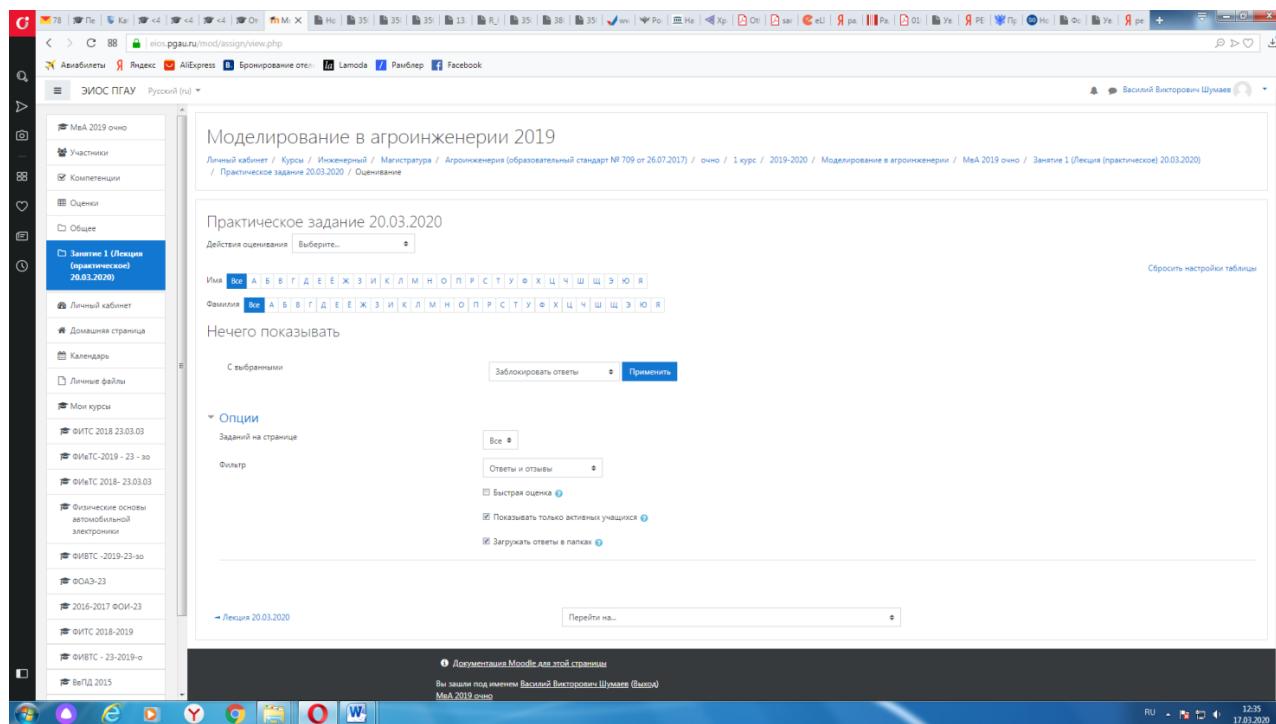 eios.pgau.ru/mod/assign/view.php
Авиабилеты Яндекс AliExpress Бронирование отел Lamoda Рамблер Facebook
ЭИОС ПГАУ Русский (ru)
Василий Викторович Шумаев
МвА 2019 очно
Участники
Компетенции
Оценки
Общее
Занятие 1 (Лекция
(практическое)
20.03.2020)
Личный кабинет
Домашняя страница
Календарь
Личные файлы
Мои курсы
ФИТС 2018 23.03.03
ФИвТС-2019 - 23 - зо
ФИвТС 2018- 23.03.03
Физические основы
автомобильной
электроники
ФИВТС -2019-23-зо
ФОАЭ-23
2016-2017 ФОИ-23
ФИТС 2018-2019
ФИВТС - 23-2019-о
ВвПД 2015
Моделирование в агроинженерии 2019
Личный кабинет / Курсы / Инженерный / Магистратура / Агроинженерия (образовательный стандарт № 709 от 26.07.2017) / очно / 1 курс / 2019-2020 / Моделирование в агроинженерии / МвА 2019 очно / Занятие 1 (Лекция (практическое) 20.03.2020)
/ Практическое задание 20.03.2020 / Оценивание
Практическое задание 20.03.2020
Действия оценивания Выберите...
Сбросить настройки таблицы
Имя Все А Б В Г Д Е Ё Ж З И К Л М Н О П Р С Т У Ф Х Ц Ч Ш Щ Э Ю Я
Фамилия Все А Б В Г Д Е Ё Ж З И К Л М Н О П Р С Т У Ф Х Ц Ч Ш Щ Э Ю Я
Нечего показывать
С выбранными Заблокировать ответы Применить
Опции
Заданий на странице Все
Фильтр Ответы и отзывы
Быстрая оценка
Показывать только активных учащихся
Загружать ответы в папках
Лекция 20.03.2020 Перейти на...
Документация Moodle для этой страницы
Вы зашли под именем Василий Викторович Шумаев (Выход)
МвА 2019 очно
RU 12:35
17.03.2020